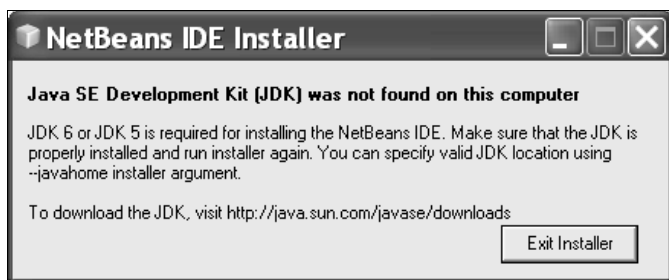 NetBeans IDE Installer
Java SE Development Kit (JDK) was not found on this computer
JDK 6 or JDK 5 is required for installing the NetBeans IDE. Make sure that the JDK is
properly installed and run installer again. You can specify valid JDK location using
--javahome installer argument.
To download the JDK, visit http://java.sun.com/javase/downloads
Exit Installer